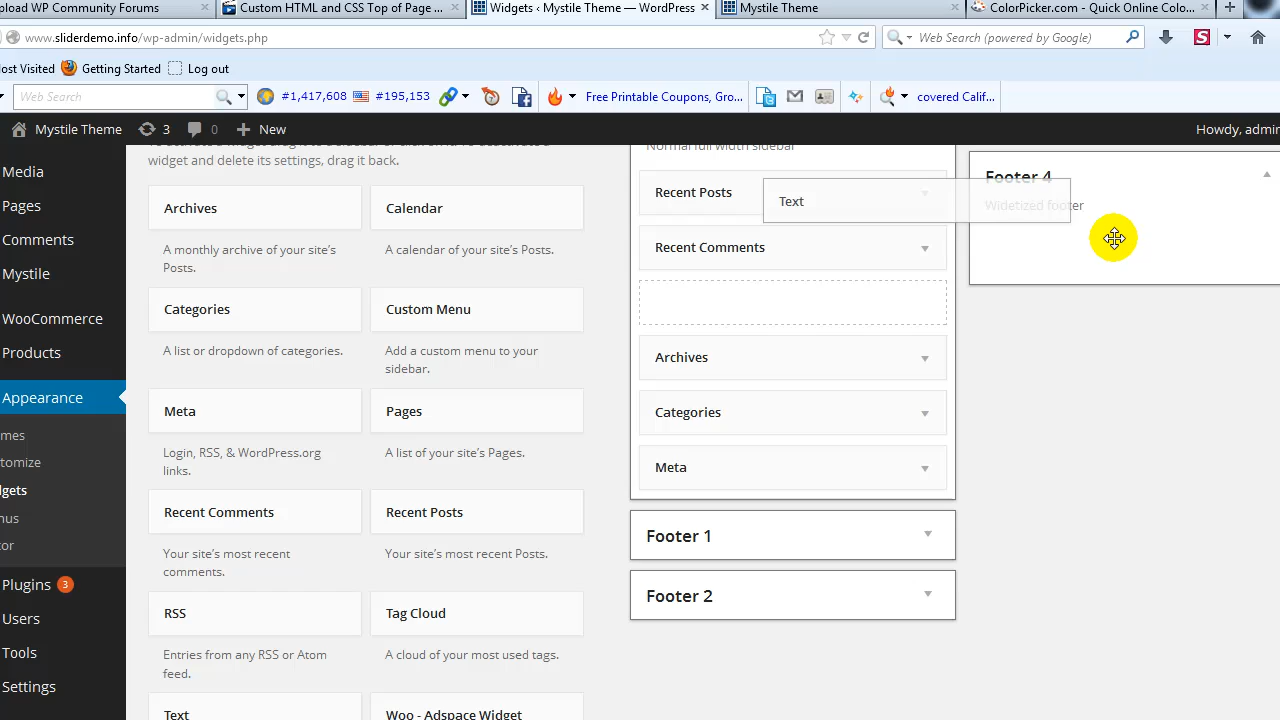 pload WP Community Forums
Custom HTML and CSS Top of Page ...
Widgets ‹ Mystile Theme — WordPress
Mystile Theme
ColorPicker.com - Quick Online Colo...
www.sliderdemo.info/wp-admin/widgets.php
Web Search (powered by Google)
ost Visited
Getting Started
Log out
Web Search
#1,417,608
#195,153
Free Printable Coupons, Gro...
covered Calif...
Mystile Theme
3
0
New
Howdy, admin
Media
Pages
Comments
Mystile
WooCommerce
Products
Appearance
mes
tomize
dgets
nus
tor
Plugins 3
Users
Tools
Settings
widget and delete its settings, drag it back.
Archives
A monthly archive of your site's
Posts.
Calendar
A calendar of your site's Posts.
Categories
A list or dropdown of categories.
Custom Menu
Add a custom menu to your
sidebar.
Meta
Login, RSS, & WordPress.org
links.
Pages
A list of your site's Pages.
Recent Comments
Your site's most recent
comments.
Recent Posts
Your site's most recent Posts.
RSS
Entries from any RSS or Atom
feed.
Tag Cloud
A cloud of your most used tags.
Text
Woo - Adspace Widget
Normal full width sidebar
Recent Posts
Text
Recent Comments
Archives
Categories
Meta
Footer 1
Footer 2
Footer 4
Widetized footer